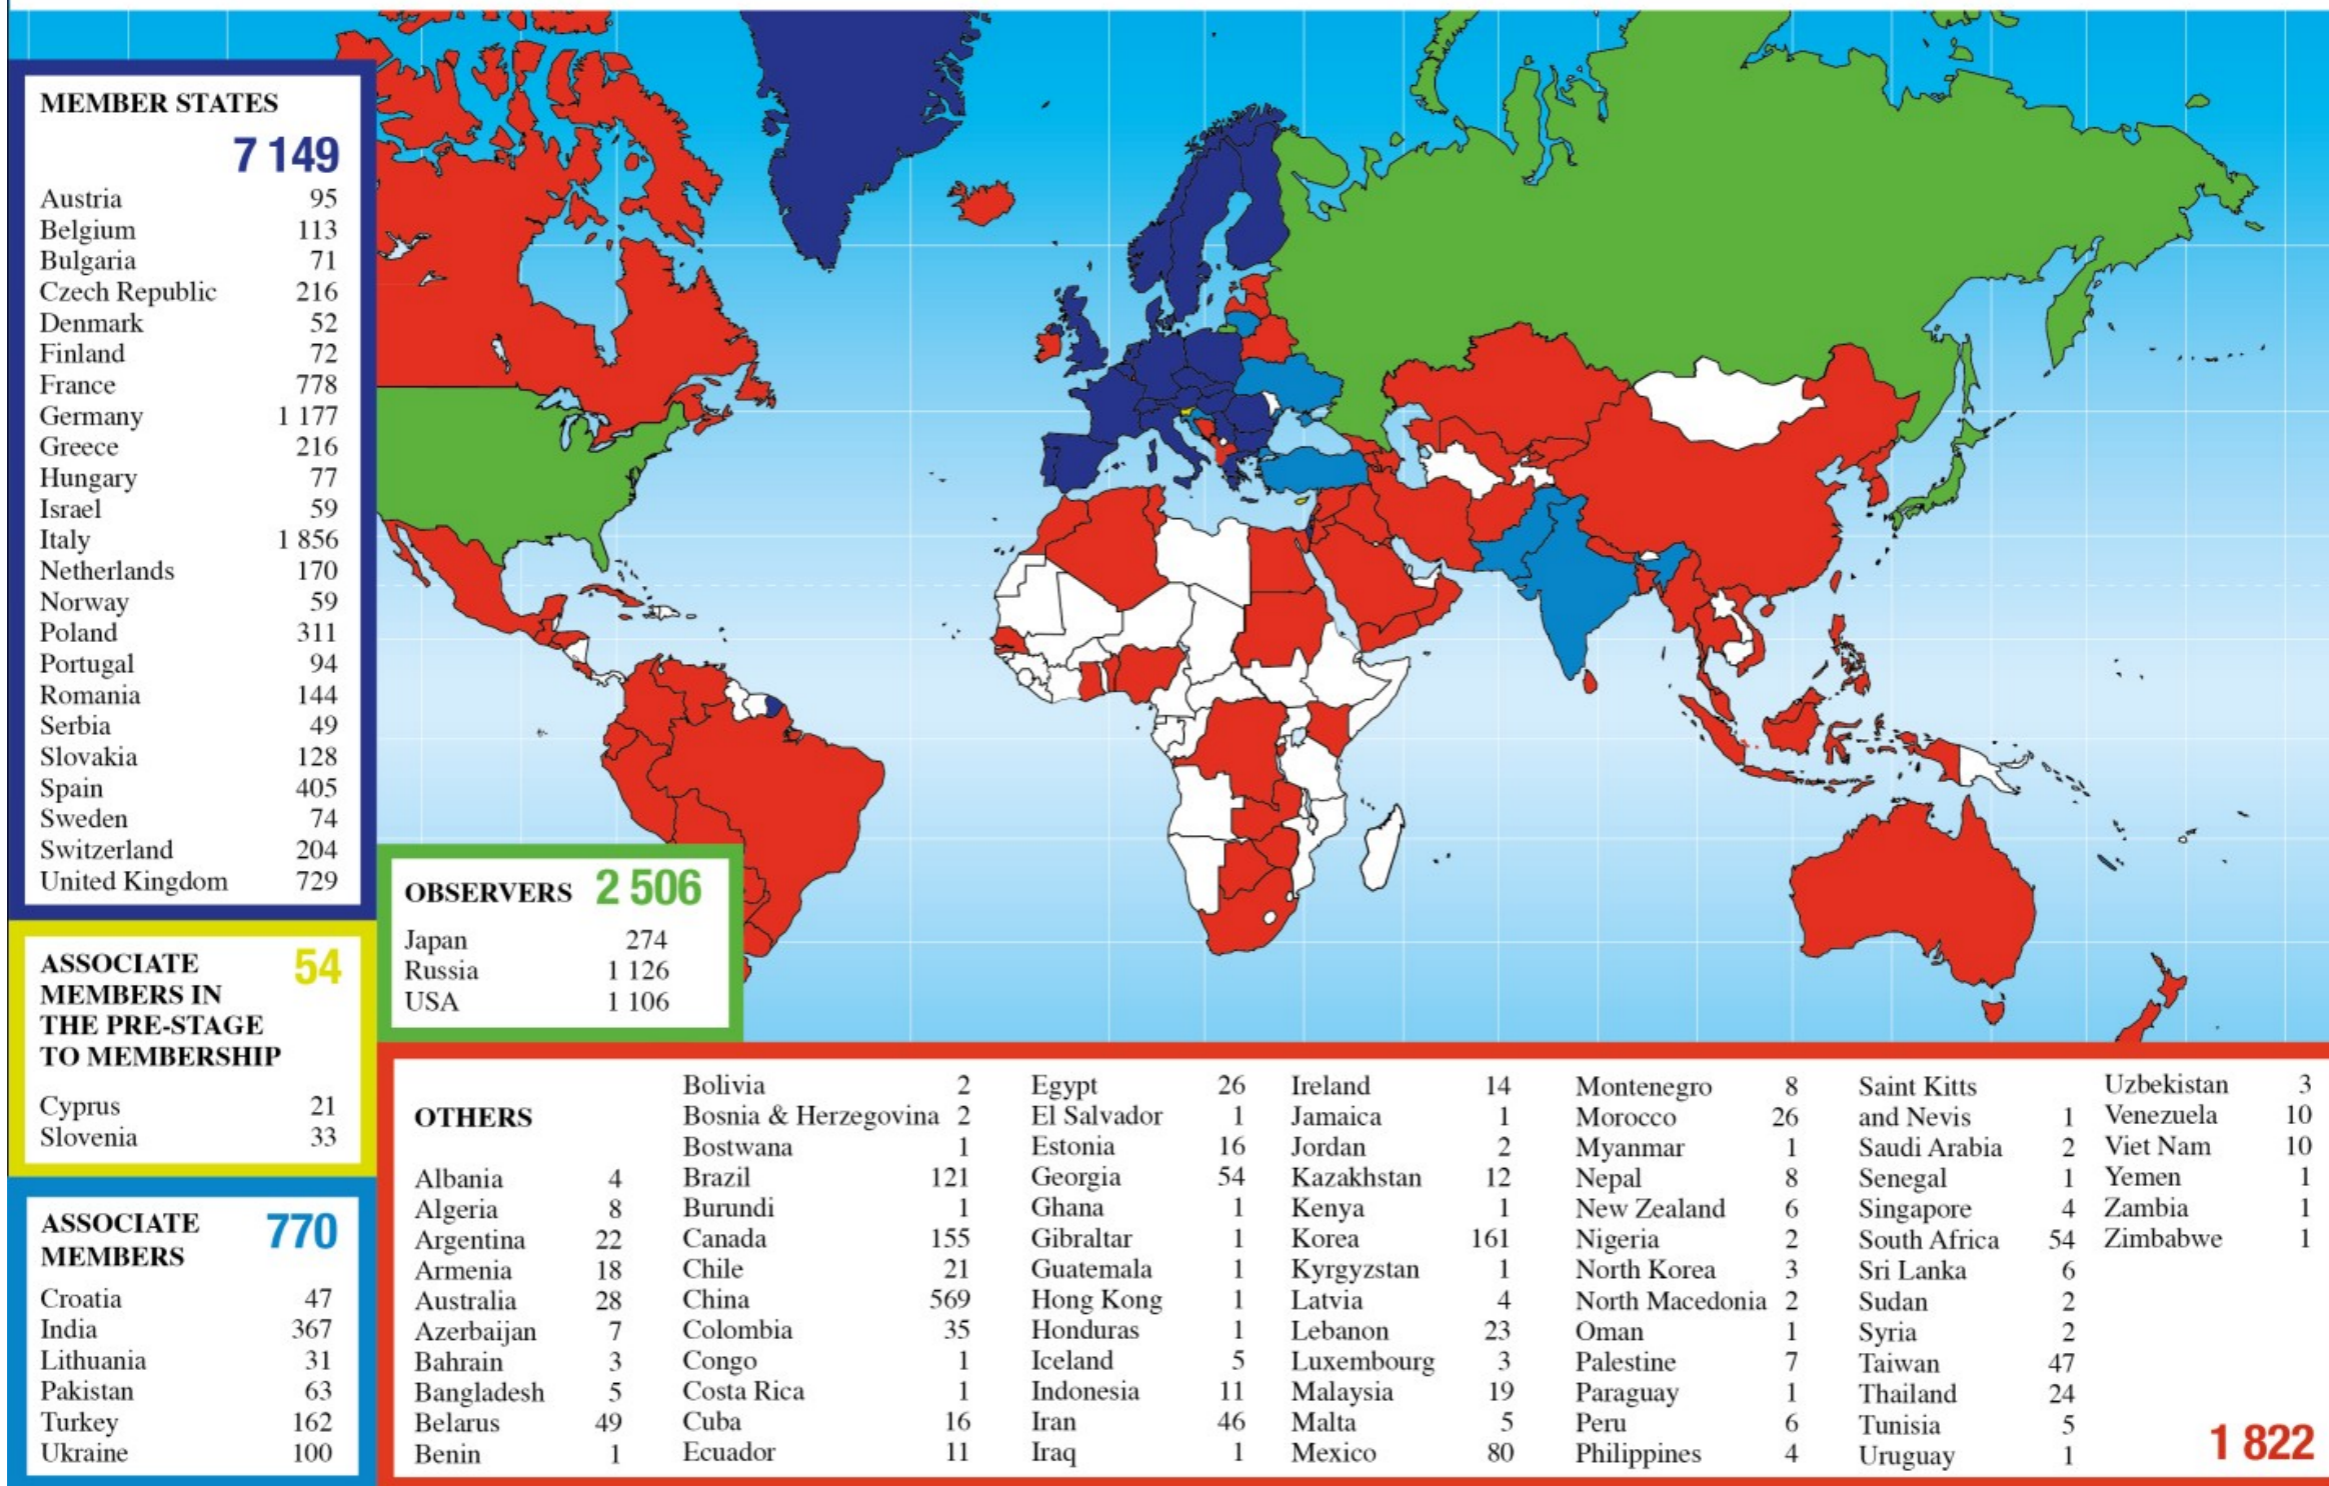 MEMBER STATES
7 149
Austria 95
Belgium 113
Bulgaria 71
Czech Republic 216
Denmark 52
Finland 72
France 778
Germany 1 177
Greece 216
Hungary 77
Israel 59
Italy 1 856
Netherlands 170
Norway 59
Poland 311
Portugal 94
Romania 144
Serbia 49
Slovakia 128
Spain 405
Sweden 74
Switzerland 204
United Kingdom 729
ASSOCIATE 54
MEMBERS IN
THE PRE-STAGE
TO MEMBERSHIP
Cyprus 21
Slovenia 33
ASSOCIATE 770
MEMBERS
Croatia 47
India 367
Lithuania 31
Pakistan 63
Turkey 162
Ukraine 100
OBSERVERS 2 506
Japan 274
Russia 1 126
USA 1 106
OTHERS
Albania 4
Algeria 8
Argentina 22
Armenia 18
Australia 28
Azerbaijan 7
Bahrain 3
Bangladesh 5
Belarus 49
Benin 1
Bolivia 2
Bosnia & Herzegovina 2
Bostwana 1
Brazil 121
Burundi 1
Canada 155
Chile 21
China 569
Colombia 35
Congo 1
Costa Rica 1
Cuba 16
Ecuador 11
Egypt 26
El Salvador 1
Estonia 16
Georgia 54
Ghana 1
Gibraltar 1
Guatemala 1
Hong Kong 1
Honduras 1
Iceland 5
Indonesia 11
Iran 46
Iraq 1
Ireland 14
Jamaica 1
Jordan 2
Kazakhstan 12
Kenya 1
Korea 161
Kyrgyzstan 1
Latvia 4
Lebanon 23
Luxembourg 3
Malaysia 19
Malta 5
Mexico 80
Montenegro 8
Morocco 26
Myanmar 1
Nepal 8
New Zealand 6
Nigeria 2
North Korea 3
North Macedonia 2
Oman 1
Palestine 7
Paraguay 1
Peru 6
Philippines 4
Saint Kitts
and Nevis 1
Saudi Arabia 2
Senegal 1
Singapore 4
South Africa 54
Sri Lanka 6
Sudan 2
Syria 2
Taiwan 47
Thailand 24
Tunisia 5
Uruguay 1
Uzbekistan 3
Venezuela 10
Viet Nam 10
Yemen 1
Zambia 1
Zimbabwe 1
1 822